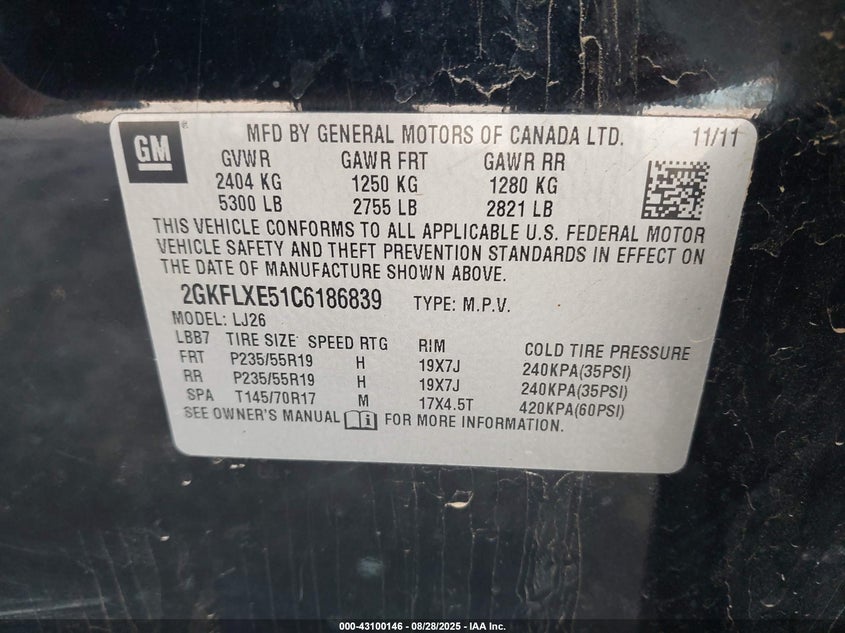 GM ®
MFD BY GENERAL MOTORS OF CANADA LTD. 11/11
GVWR GAWR FRT GAWR RR
2404 KG 1250 KG 1280 KG
5300 LB 2755 LB 2821 LB
THIS VEHICLE CONFORMS TO ALL APPLICABLE U.S. FEDERAL MOTOR
VEHICLE SAFETY AND THEFT PREVENTION STANDARDS IN EFFECT ON
THE DATE OF MANUFACTURE SHOWN ABOVE.
2GKFLXE51C6186839 TYPE: M.P.V.
MODEL: LJ26
LBB7 TIRE SIZE SPEED RTG RIM COLD TIRE PRESSURE
FRT P235/55R19 H 19X7J 240KPA(35PSI)
RR P235/55R19 H 19X7J 240KPA(35PSI)
SPA T145/70R17 M 17X4.5T 420KPA(60PSI)
SEE OWNER'S MANUAL FOR MORE INFORMATION.
000-43100146 - 08/28/2025 - IAA Inc.